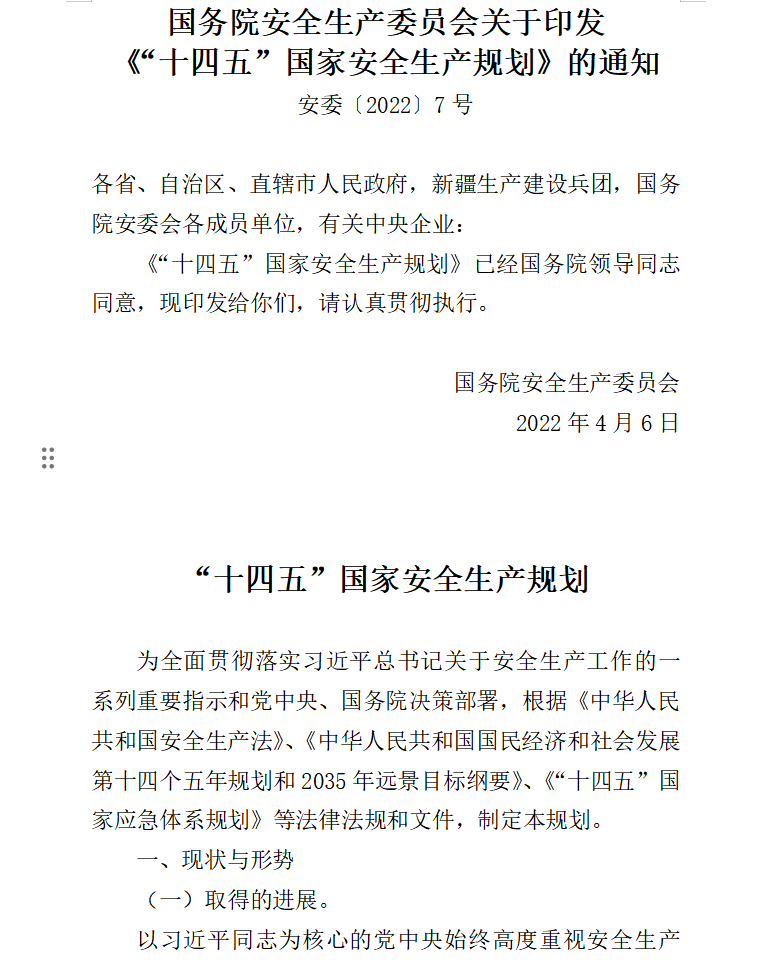 国务院安全生产委员会关于印发
《“十四五”国家安全生产规划》的通知
安委〔2022〕7 号
各省、自治区、直辖市人民政府，新疆生产建设兵团，国务
院安委会各成员单位，有关中央企业：
《“十四五”国家安全生产规划》已经国务院领导同志
同意，现印发给你们，请认真贯彻执行。
国务院安全生产委员会
2022 年 4 月 6 日
“十四五”国家安全生产规划
为全面贯彻落实习近平总书记关于安全生产工作的一
系列重要指示和党中央、国务院决策部署，根据《中华人民
共和国安全生产法》、《中华人民共和国国民经济和社会发展
第十四个五年规划和 2035 年远景目标纲要》、《“十四五”国
家应急体系规划》等法律法规和文件，制定本规划。
一、现状与形势
（一）取得的进展。
以习近平同志为核心的党中央始终高度重视安全生产